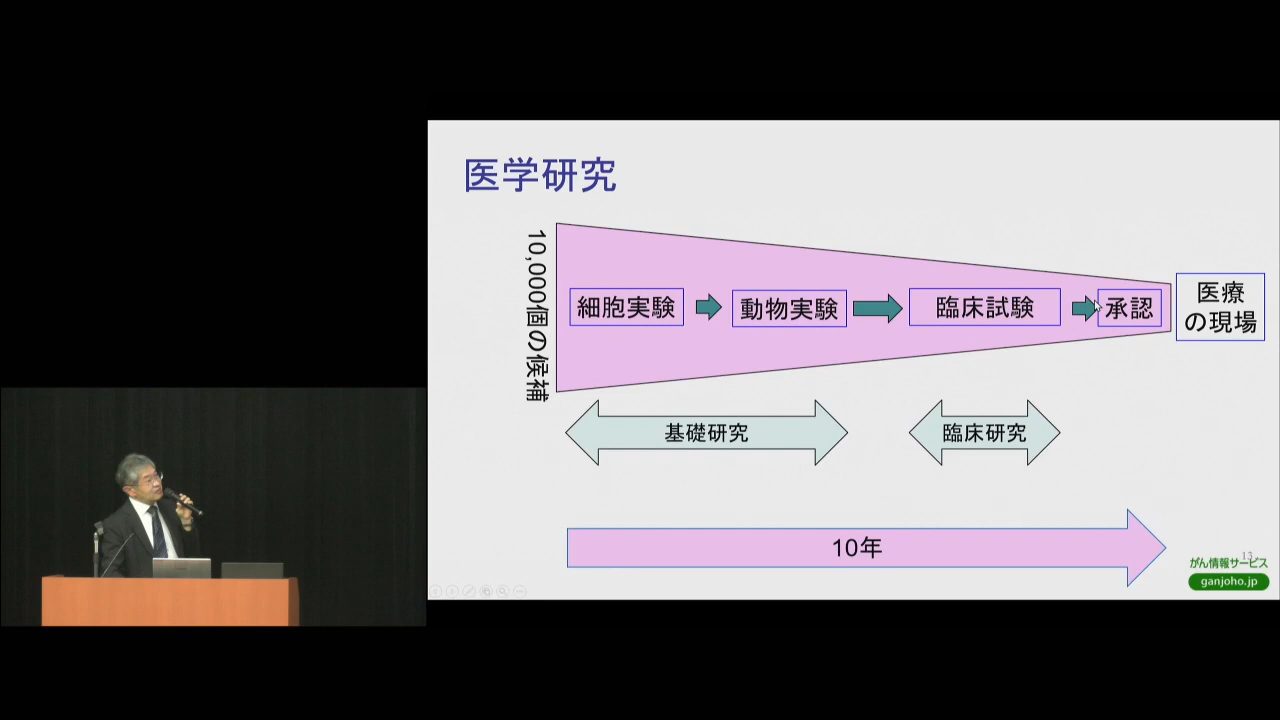 医学研究
10,000個の候補
細胞実験
動物実験
臨床試験
承認
医療
の現場
基礎研究
臨床研究
10年
13
がん情報サービス
ganjoho.jp